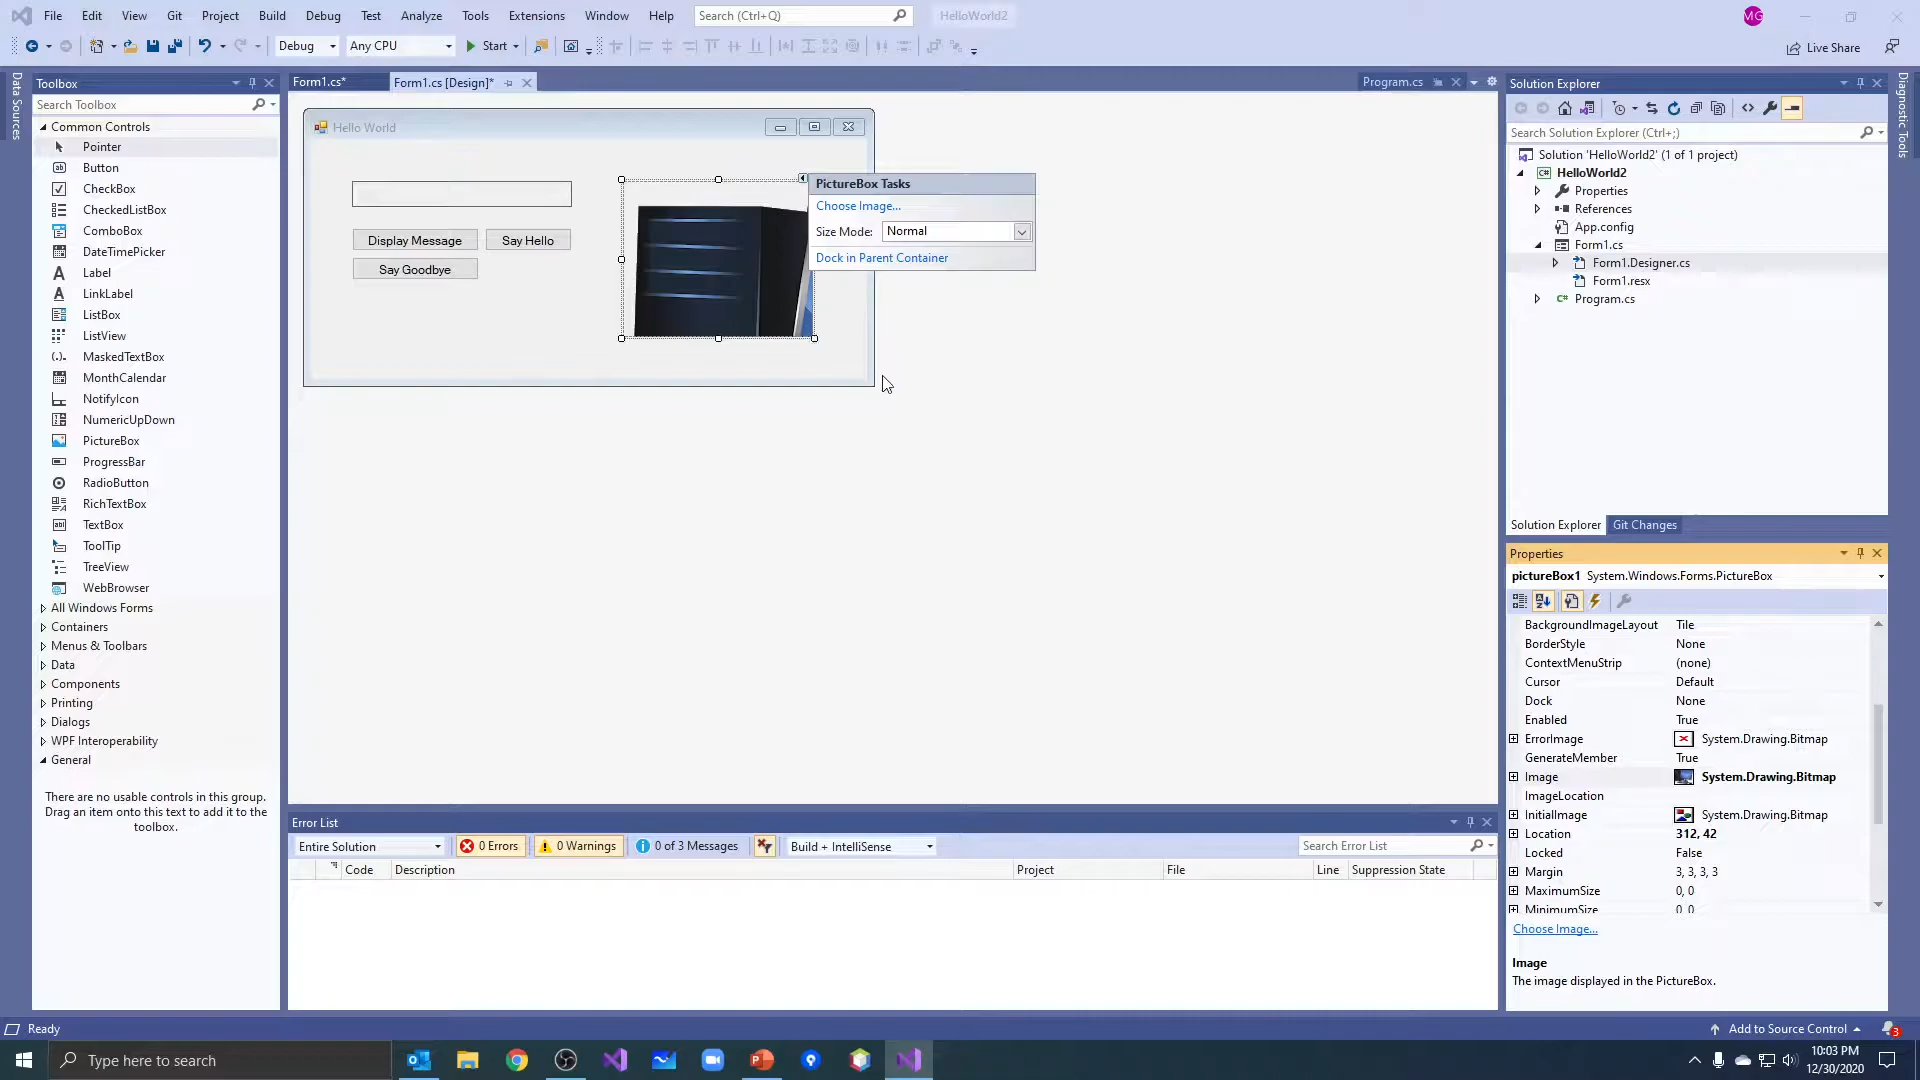 File Edit View Git Project Build Debug Test Analyze Tools Extensions Window Help Search (Ctrl+Q) HelloWorld2 MG
Debug Any CPU Start Live Share
Data Sources
Toolbox
Search Toolbox
Common Controls
Pointer
Button
CheckBox
CheckedListBox
ComboBox
DateTimePicker
Label
LinkLabel
ListBox
ListView
MaskedTextBox
MonthCalendar
NotifyIcon
NumericUpDown
PictureBox
ProgressBar
RadioButton
RichTextBox
TextBox
ToolTip
TreeView
WebBrowser
All Windows Forms
Containers
Menus & Toolbars
Data
Components
Printing
Dialogs
WPF Interoperability
General
There are no usable controls in this group.
Drag an item onto this text to add it to the
toolbox.
Form1.cs* Form1.cs [Design]* Program.cs
Hello World
Display Message Say Hello
Say Goodbye
PictureBox Tasks
Choose Image...
Size Mode: Normal
Dock in Parent Container
Error List
Entire Solution 0 Errors 0 Warnings 0 of 3 Messages Build + IntelliSense Search Error List
Code Description Project File Line Suppression State
Solution Explorer
Search Solution Explorer (Ctrl+;)
Solution 'HelloWorld2' (1 of 1 project)
HelloWorld2
Properties
References
App.config
Form1.cs
Form1.Designer.cs
Form1.resx
Program.cs
Solution Explorer Git Changes
Diagnostic Tools
Properties
pictureBox1 System.Windows.Forms.PictureBox
BackgroundImageLayout Tile
BorderStyle None
ContextMenuStrip (none)
Cursor Default
Dock None
Enabled True
ErrorImage System.Drawing.Bitmap
GenerateMember True
Image System.Drawing.Bitmap
ImageLocation
InitialImage System.Drawing.Bitmap
Location 312, 42
Locked False
Margin 3, 3, 3, 3
MaximumSize 0, 0
MinimumSize 0, 0
Choose Image...
Image
The image displayed in the PictureBox.
Ready Add to Source Control 3
Type here to search
10:03 PM
12/30/2020